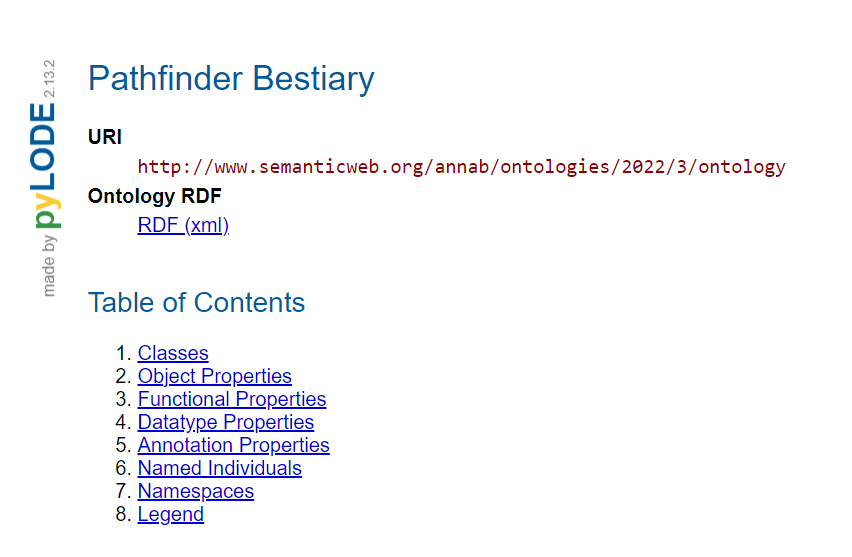 Pathfinder Bestiary
URI
http://www.semanticweb.org/annab/ontologies/2022/3/ontology
Ontology RDF
RDF (xml)
made by pyLODE 2.13.2
Table of Contents
1. Classes
2. Object Properties
3. Functional Properties
4. Datatype Properties
5. Annotation Properties
6. Named Individuals
7. Namespaces
8. Legend